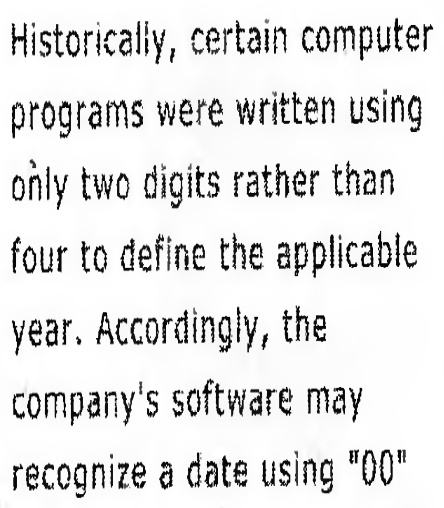 Historically, certain computer
programs were written using
only two digits rather than
four to define the applicable
year. Accordingly, the
company's software may
recognize a date using "00"